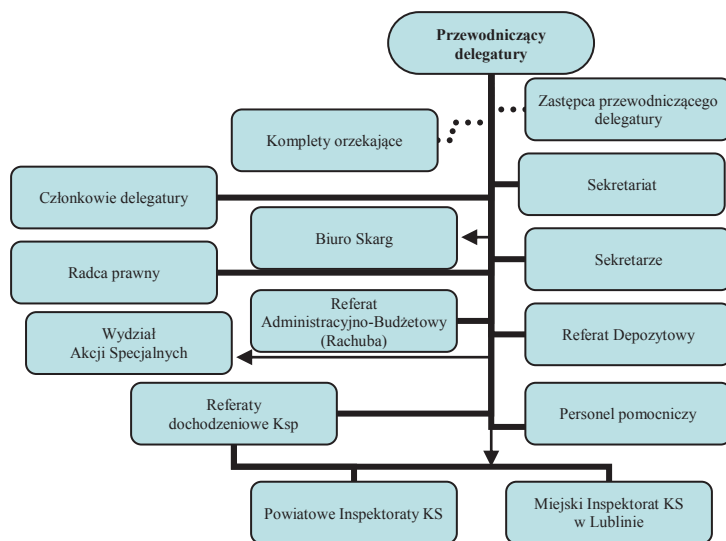 Przewodniczący
delegatury
Zastępca przewodniczącego
delegatury
Komplety orzekające
Sekretariat
Członkowie delegatury
Biuro Skarg
Sekretarze
Radca prawny
Referat
Administracyjno-Budżetowy
(Rachuba)
Referat Depozytowy
Wydział
Akcji Specjalnych
Referaty
dochodzeniowe Ksp
Personel pomocniczy
Powiatowe Inspektoraty KS
Miejski Inspektorat KS
w Lublinie